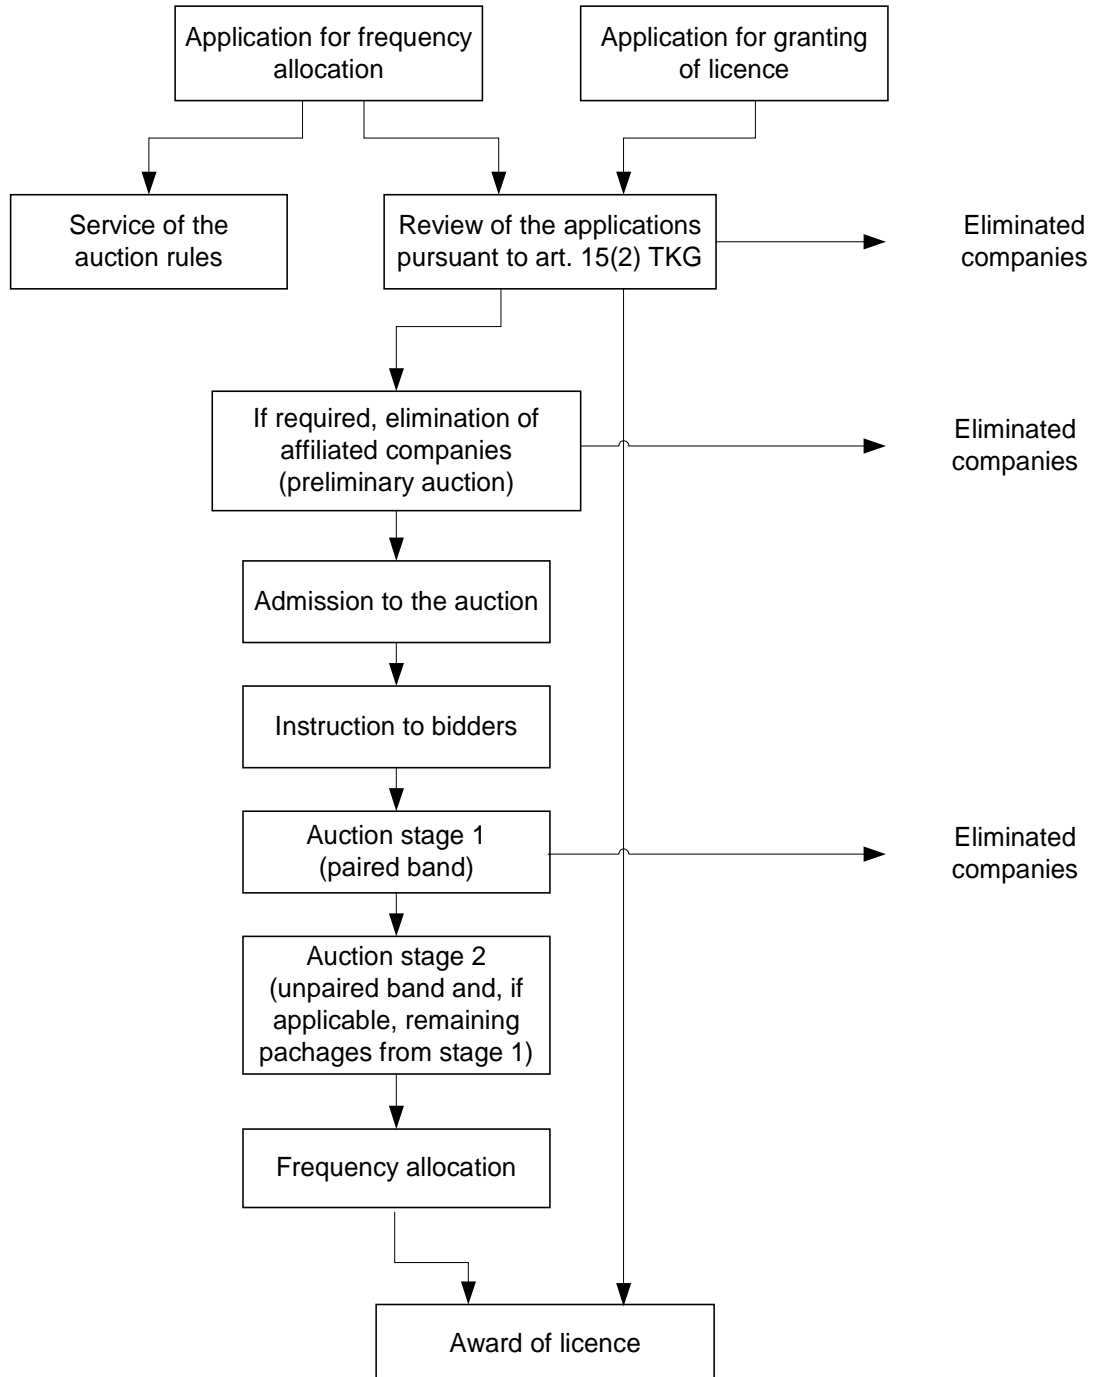 Application for frequency
allocation
Application for granting
of licence
Service of the
auction rules
Review of the applications
pursuant to art. 15(2) TKG
Eliminated
companies
If required, elimination of
affiliated companies
(preliminary auction)
Eliminated
companies
Admission to the auction
Instruction to bidders
Auction stage 1
(paired band)
Eliminated
companies
Auction stage 2
(unpaired band and, if
applicable, remaining
pachages from stage 1)
Frequency allocation
Award of licence